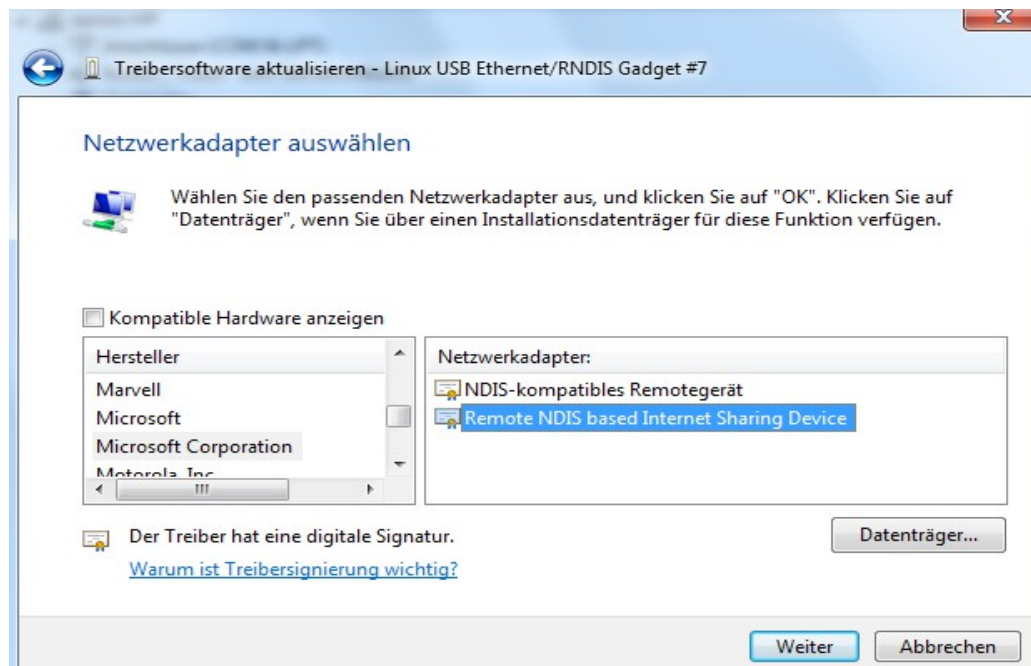 Treibersoftware aktualisieren - Linux USB Ethernet/RNDIS Gadget #7
Netzwerkadapter auswählen
Wählen Sie den passenden Netzwerkadapter aus, und klicken Sie auf "OK". Klicken Sie auf
"Datenträger", wenn Sie über einen Installationsdatenträger für diese Funktion verfügen.
Kompatible Hardware anzeigen
Hersteller
Marvell
Microsoft
Microsoft Corporation
Motorola, Inc
Netzwerkadapter:
NDIS-kompatibles Remotegerät
Remote NDIS based Internet Sharing Device
Der Treiber hat eine digitale Signatur.
Warum ist Treibersignierung wichtig?
Datenträger...
Weiter
Abbrechen